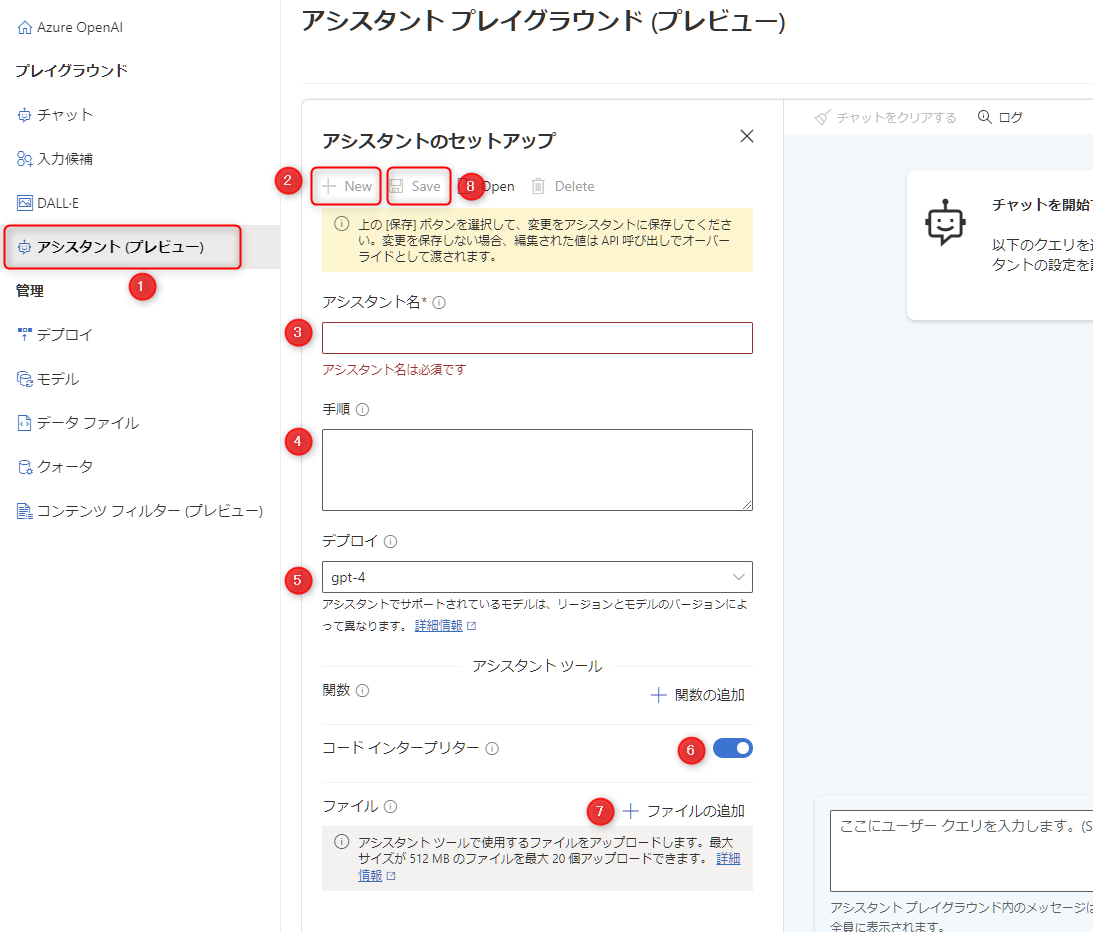 Azure OpenAI
プレイグラウンド
チャット
入力候補
DALL·E
アシスタント (プレビュー)
1
管理
デプロイ
モデル
データ ファイル
クォータ
コンテンツ フィルター (プレビュー)
アシスタント プレイグラウンド (プレビュー)
アシスタントのセットアップ
2
New
Save
8
Open
Delete
上の [保存] ボタンを選択して、変更をアシスタントに保存してくださ
い。変更を保存しない場合、編集された値は API 呼び出しでオーバー
ライドとして渡されます。
アシスタント名*
3
アシスタント名は必須です
手順
4
デプロイ
5
gpt-4
アシスタントでサポートされているモデルは、リージョンとモデルのバージョンによ
って異なります。 詳細情報
アシスタント ツール
関数
関数の追加
コード インタープリター
6
ファイル
7
ファイルの追加
アシスタント ツールで使用するファイルをアップロードします。最大
サイズが 512 MB のファイルを最大 20 個アップロードできます。 詳細
情報
チャットをクリアする
ログ
チャットを開始
以下のクエリを
タントの設定を
ここにユーザー クエリを入力します。(S
アシスタント プレイグラウンド内のメッセージは
全員に表示されます。